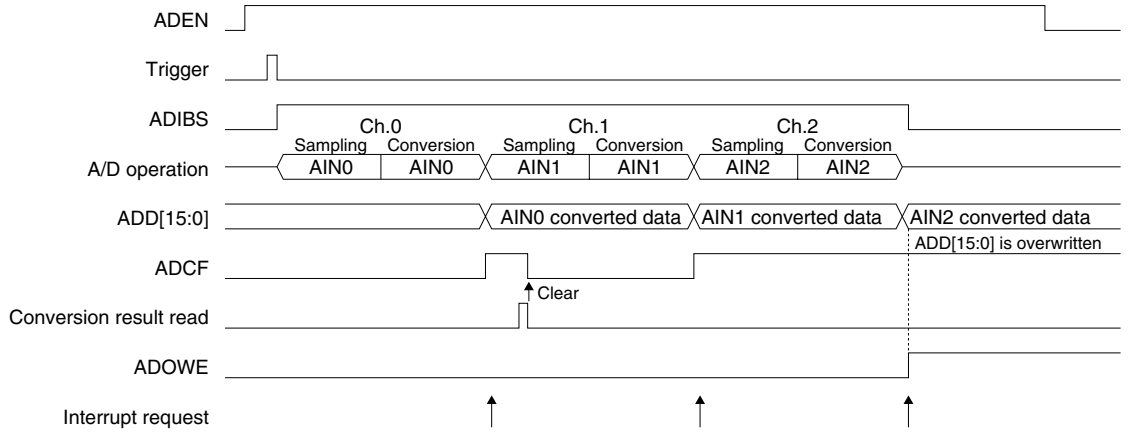 ADEN
Trigger
ADIBS
Ch.0 Ch.1 Ch.2
Sampling Conversion Sampling Conversion Sampling Conversion
A/D operation AIN0 AIN0 AIN1 AIN1 AIN2 AIN2
ADD[15:0] AIN0 converted data AIN1 converted data AIN2 converted data
ADD[15:0] is overwritten
ADCF
Clear
Conversion result read
ADOWE
Interrupt request